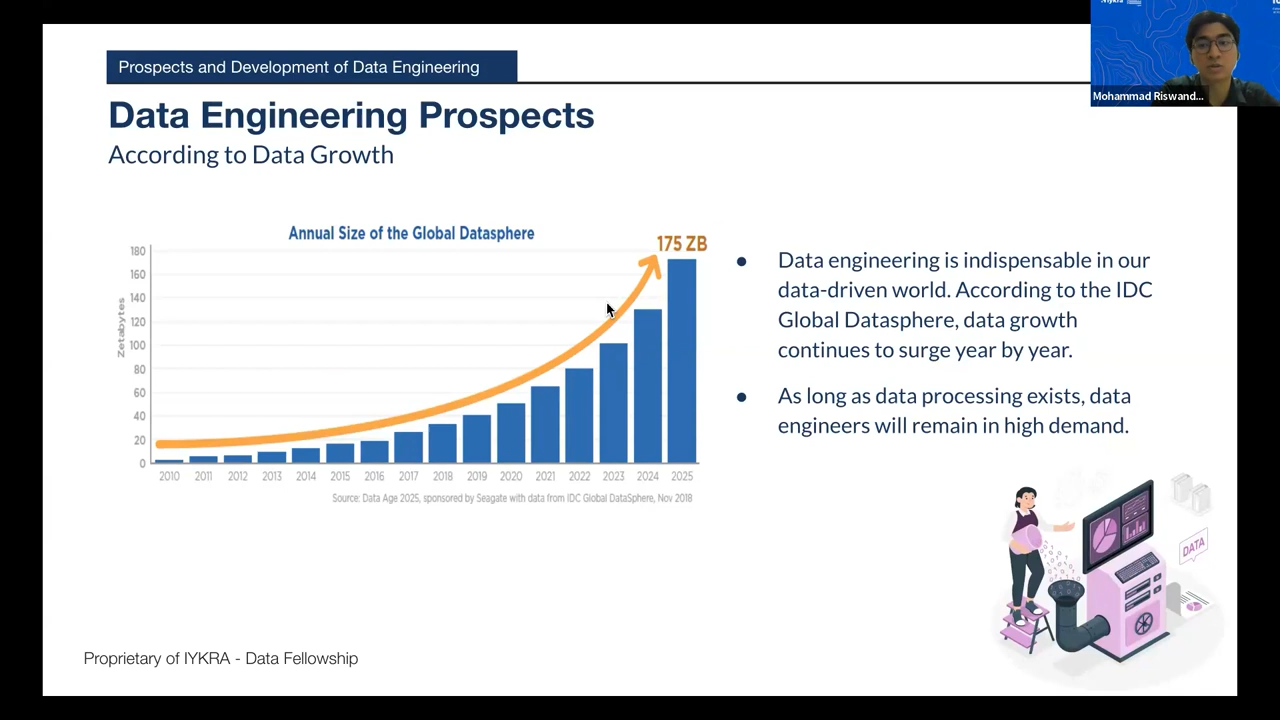 Prospects and Development of Data Engineering
Data Engineering Prospects
According to Data Growth
Mohammad Riswand...
Annual Size of the Global Datasphere
175 ZB
Zetabytes
180
160
140
120
100
80
60
40
20
0
2010 2011 2012 2013 2014 2015 2016 2017 2018 2019 2020 2021 2022 2023 2024 2025
Source: Data Age 2025, sponsored by Seagate with data from IDC Global DataSphere, Nov 2018
● Data engineering is indispensable in our
data-driven world. According to the IDC
Global Datasphere, data growth
continues to surge year by year.
● As long as data processing exists, data
engineers will remain in high demand.
DATA
Proprietary of IYKRA - Data Fellowship